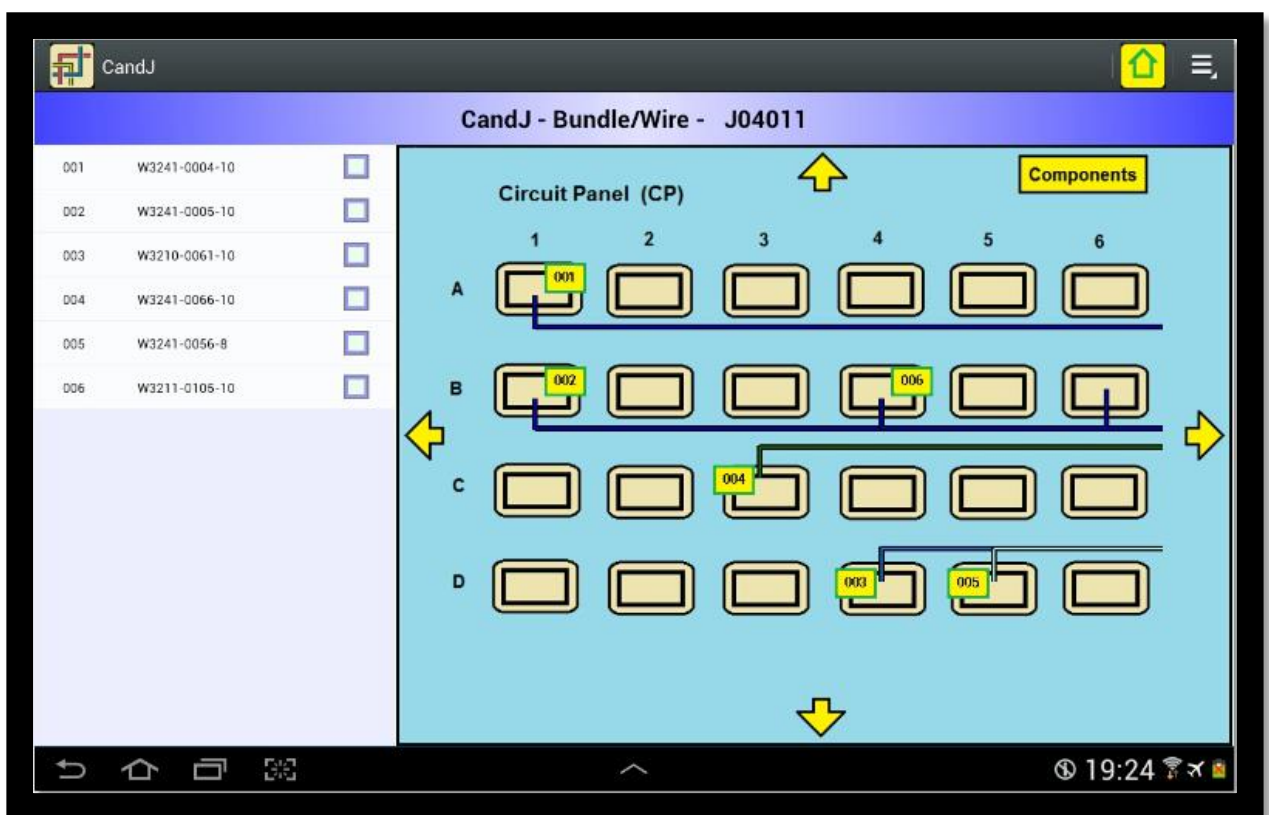 CandJ
CandJ - Bundle/Wire - J04011
001 W3241-0004-10
002 W3241-0005-10
003 W3210-0061-10
004 W3241-0066-10
005 W3241-0056-8
006 W3211-0105-10
Components
Circuit Panel (CP)
1 2 3 4 5 6
A 001
B 002 006
C 004
D 003 005
19:24